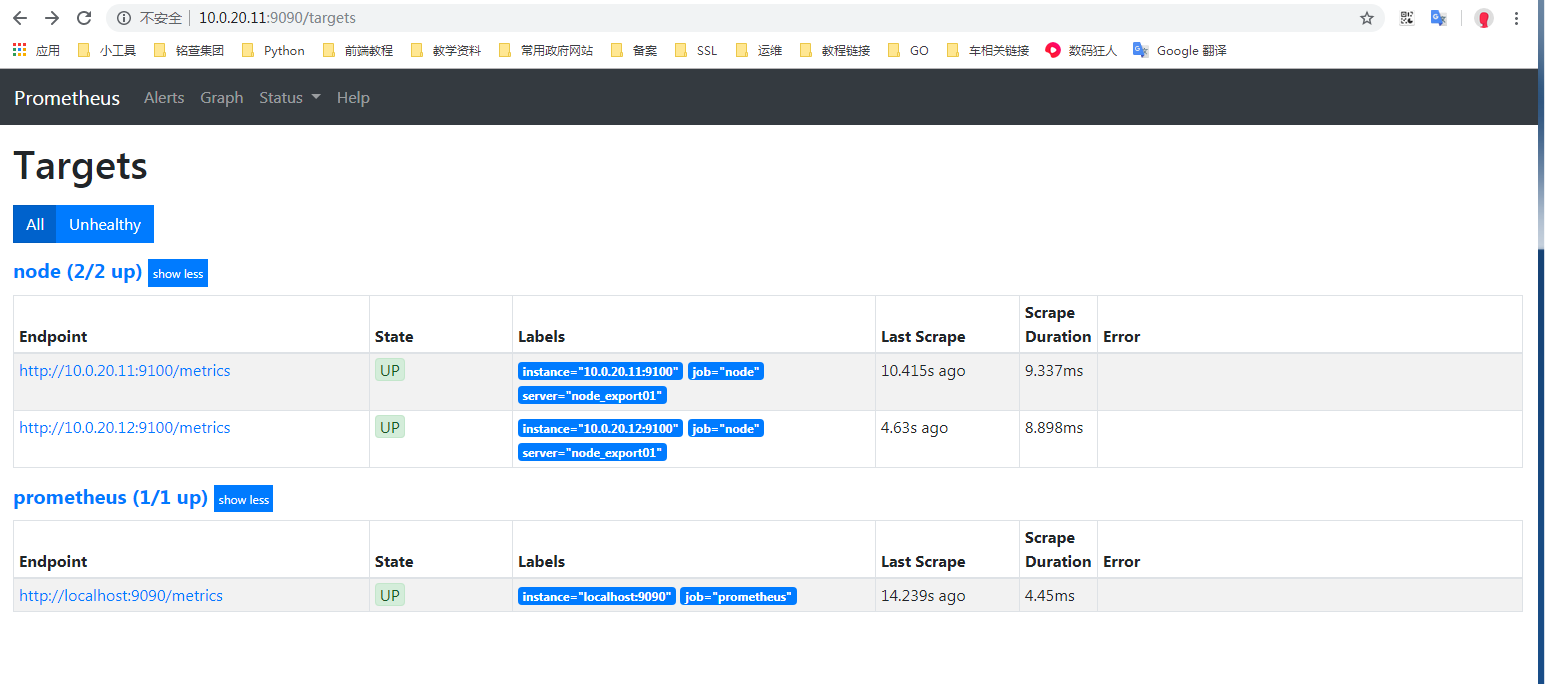 不安全 10.0.20.11:9090/targets
应用 小工具 铭萱集团 Python 前端教程 教学资料 常用政府网站 备案 SSL 运维 教程链接 GO 车相关链接 数码狂人 Google 翻译
Prometheus Alerts Graph Status Help
Targets
All Unhealthy
node (2/2 up) show less
Endpoint State Labels Last Scrape Scrape Duration Error
http://10.0.20.11:9100/metrics UP instance="10.0.20.11:9100" job="node" 10.415s ago 9.337ms
server="node_export01"
http://10.0.20.12:9100/metrics UP instance="10.0.20.12:9100" job="node" 4.63s ago 8.898ms
server="node_export01"
prometheus (1/1 up) show less
Endpoint State Labels Last Scrape Scrape Duration Error
http://localhost:9090/metrics UP instance="localhost:9090" job="prometheus" 14.239s ago 4.45ms